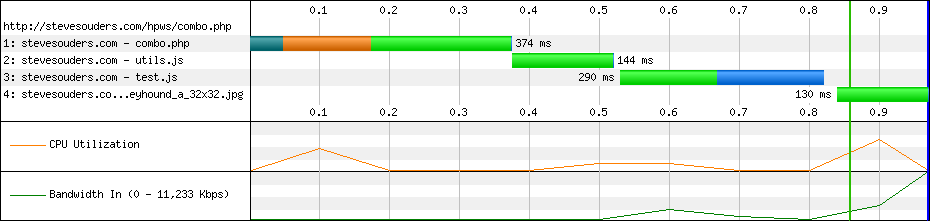 0.1 0.2 0.3 0.4 0.5 0.6 0.7 0.8 0.9
http://stevesouders.com/hpws/combo.php
1: stevesouders.com - combo.php 374 ms
2: stevesouders.com - utils.js 144 ms
3: stevesouders.com - test.js 290 ms
4: stevesouders.co...eyhound_a_32x32.jpg 130 ms
0.1 0.2 0.3 0.4 0.5 0.6 0.7 0.8 0.9
CPU Utilization
Bandwidth In (0 - 11,233 Kbps)